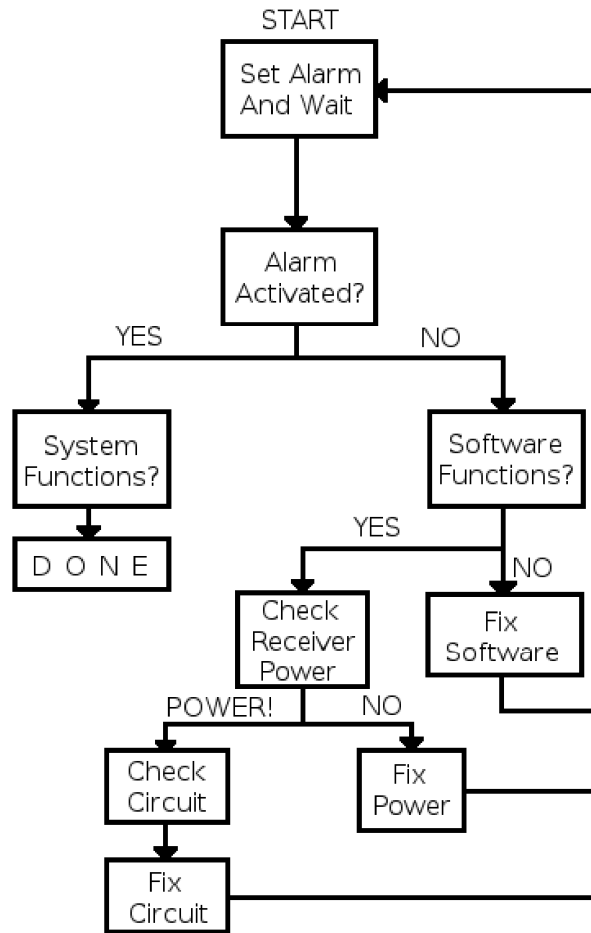 START
Set Alarm
And Wait
Alarm
Activated?
YES
NO
System
Functions?
Software
Functions?
D O N E
YES
NO
Check
Receiver
Power
Fix
Software
POWER!
NO
Check
Circuit
Fix
Power
Fix
Circuit